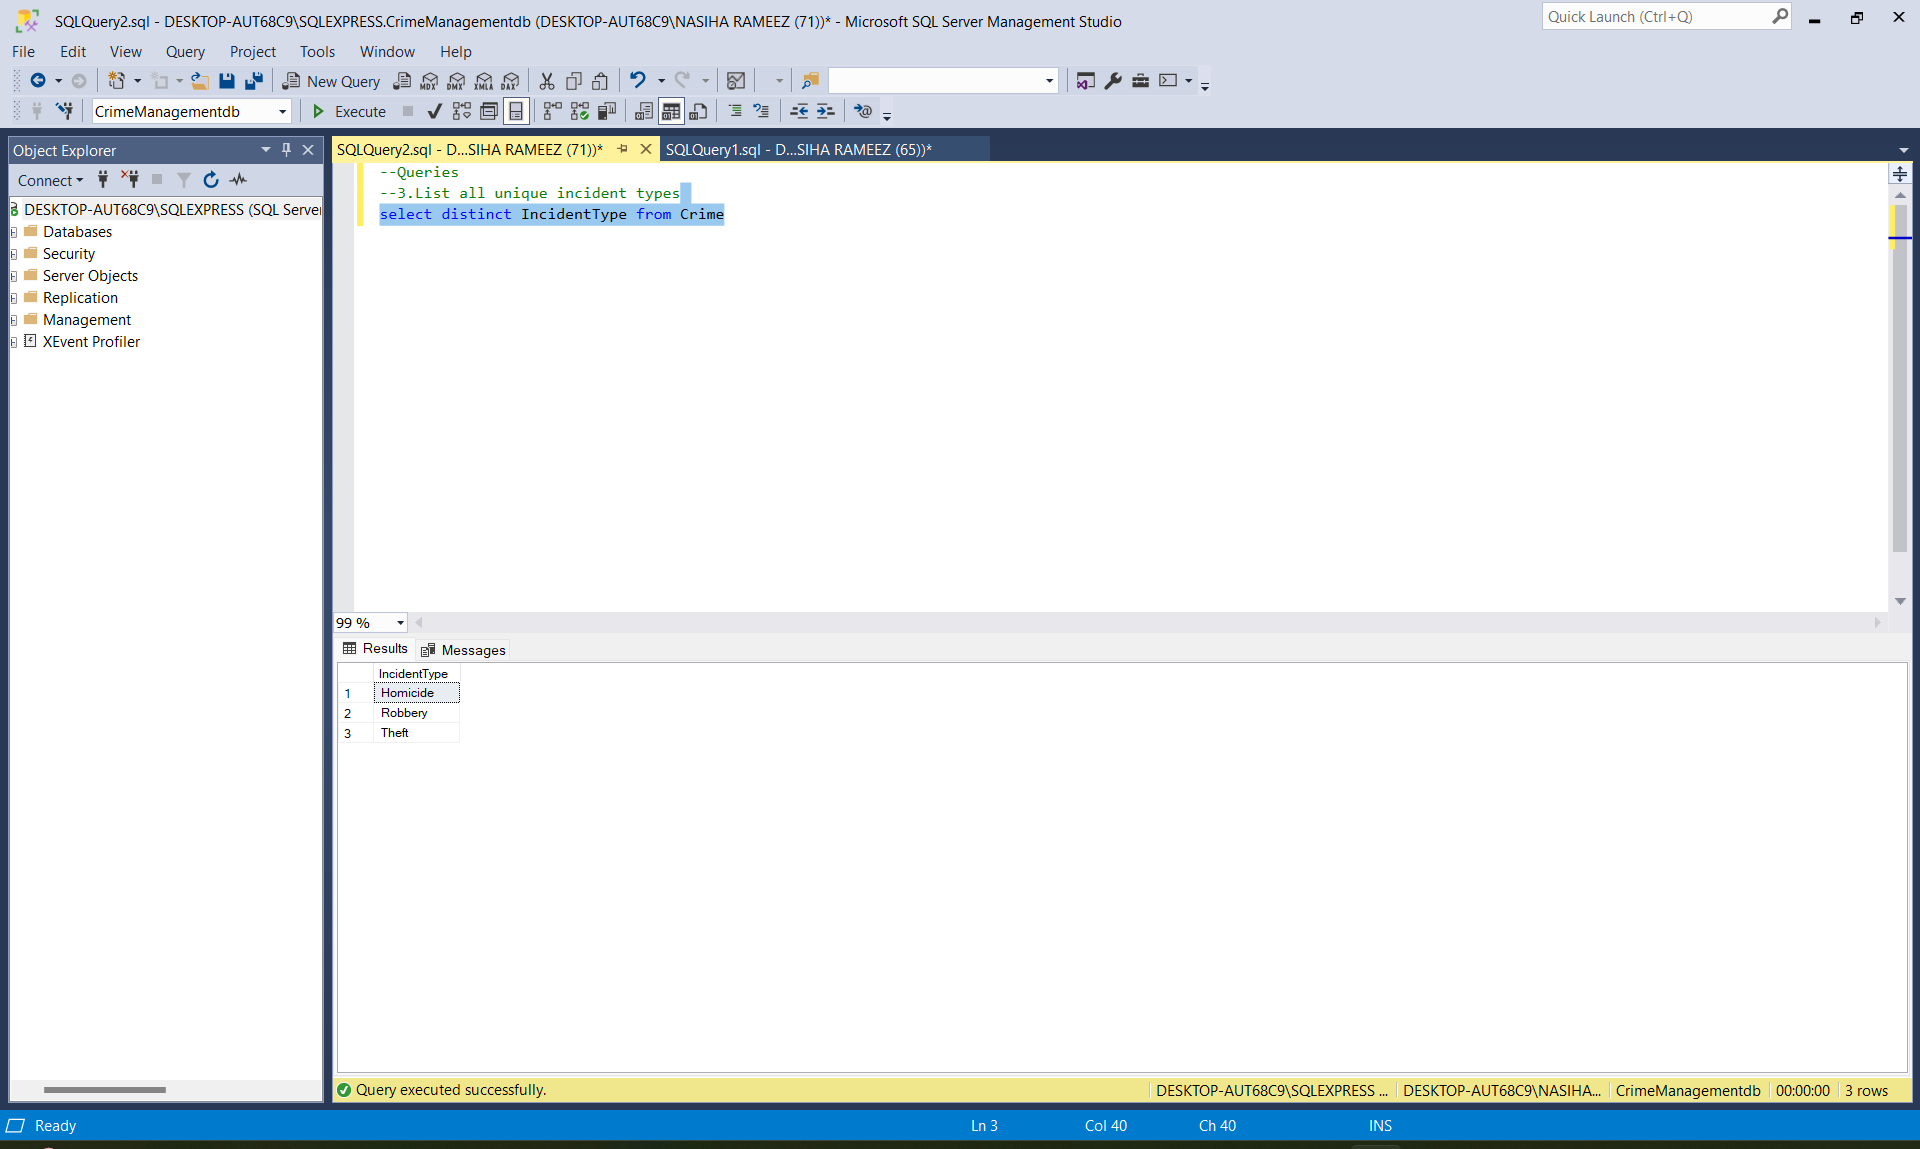 SQLQuery2.sql - DESKTOP-AUT68C9\SQLEXPRESS.CrimeManagementdb (DESKTOP-AUT68C9\NASIHA RAMEEZ (71))* - Microsoft SQL Server Management Studio
Quick Launch (Ctrl+Q)
File Edit View Query Project Tools Window Help
New Query MDX DMX XMLA DAX
CrimeManagementdb Execute
Object Explorer
SQLQuery2.sql - D...SIHA RAMEEZ (71))* SQLQuery1.sql - D...SIHA RAMEEZ (65))*
Connect
DESKTOP-AUT68C9\SQLEXPRESS (SQL Server
Databases
Security
Server Objects
Replication
Management
XEvent Profiler
--Queries
--3.List all unique incident types
select distinct IncidentType from Crime
99 %
Results Messages
IncidentType
1 Homicide
2 Robbery
3 Theft
Query executed successfully. DESKTOP-AUT68C9\SQLEXPRESS ... DESKTOP-AUT68C9\NASIHA... CrimeManagementdb 00:00:00 3 rows
Ready Ln 3 Col 40 Ch 40 INS